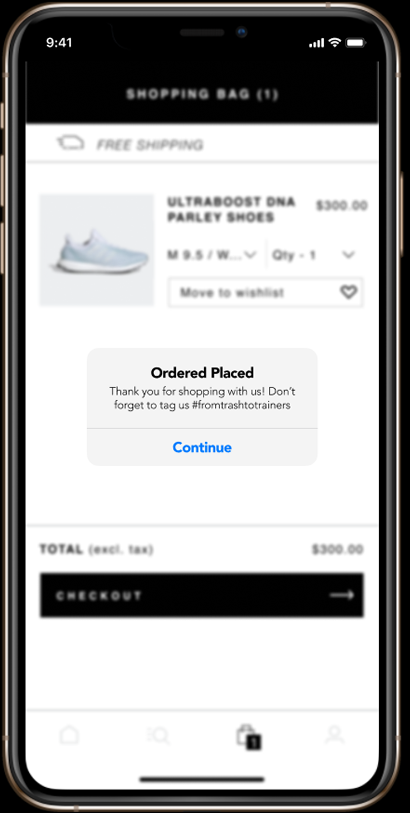 9:41
SHOPPING BAG (1)
FREE SHIPPING
ULTRABOOST DNA
PARLEY SHOES
$300.00
M 9.5 / W...
Qty - 1
Move to wishlist
Ordered Placed
Thank you for shopping with us! Don't
forget to tag us #fromtrashtotrainers
Continue
TOTAL (excl. tax)
$300.00
CHECKOUT
1